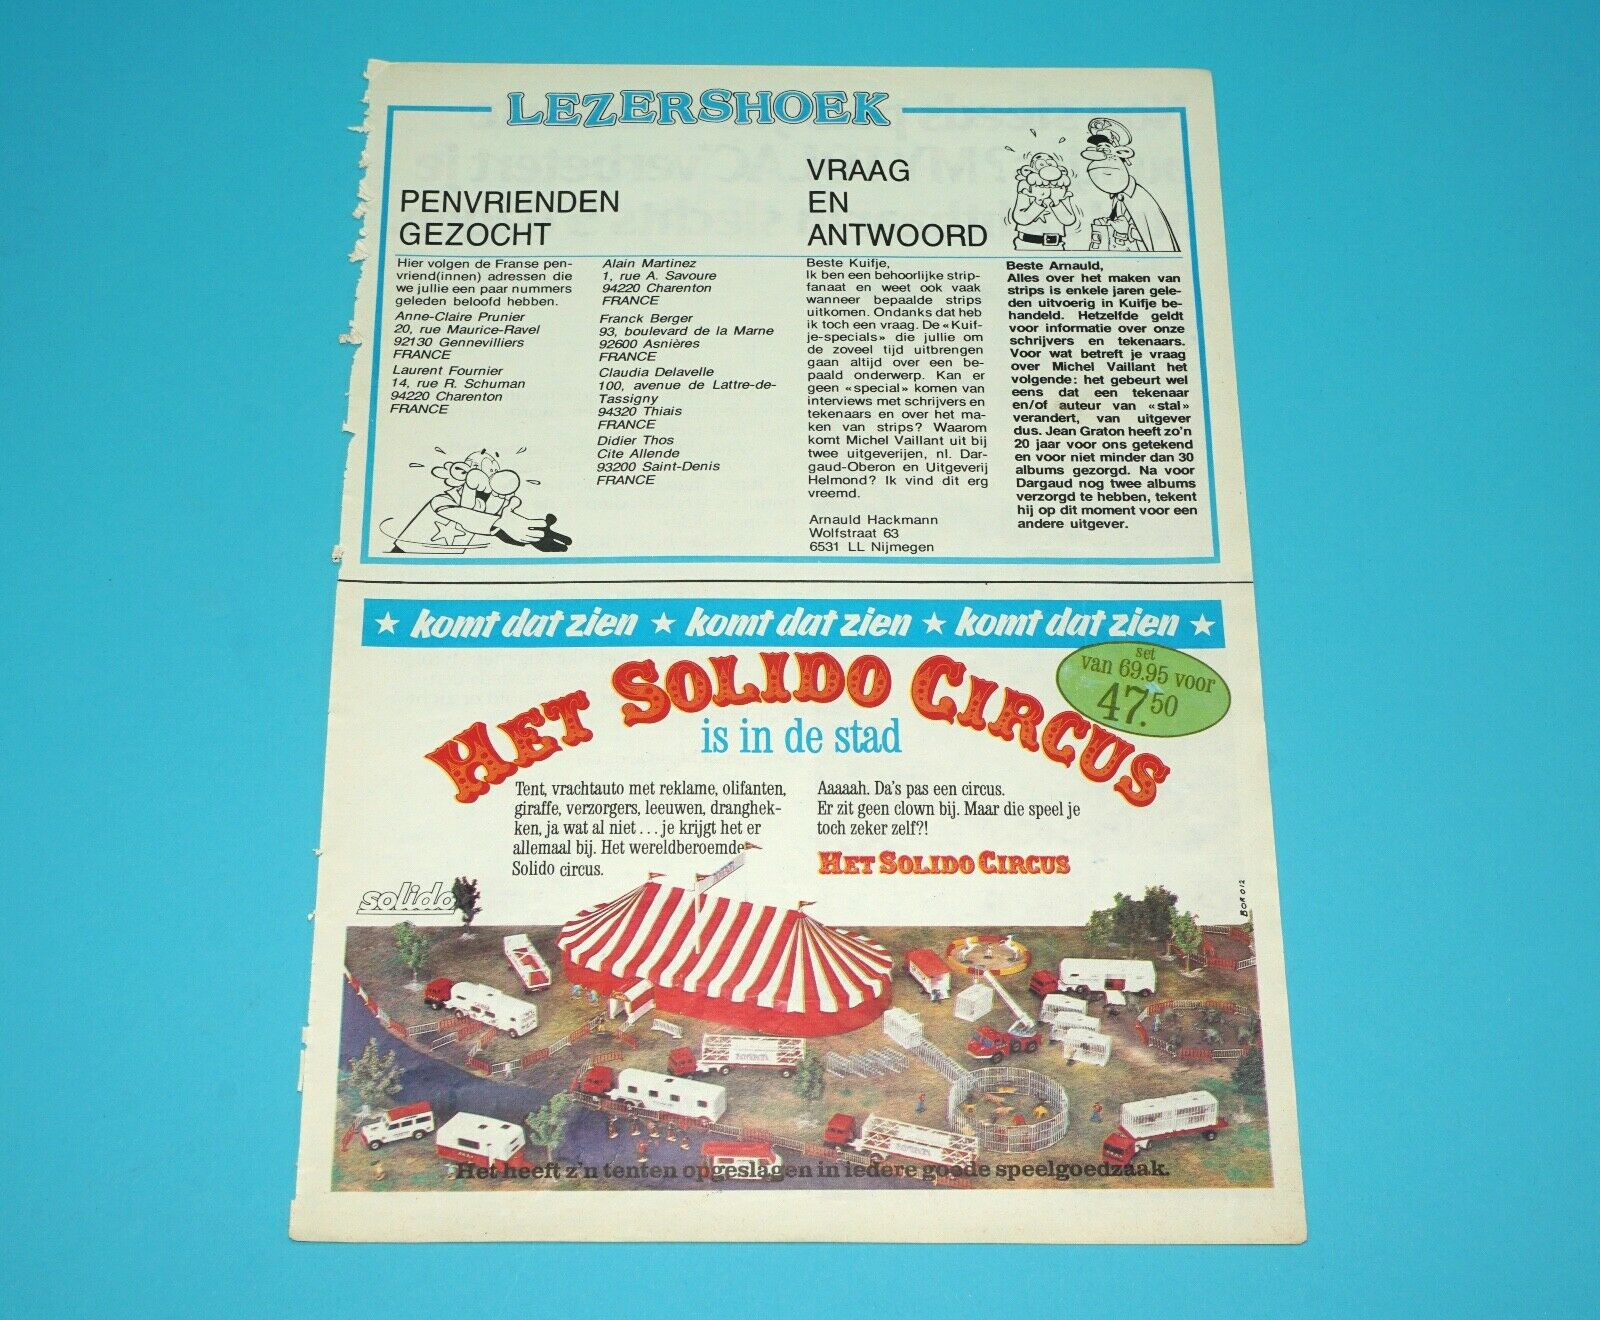 LEZERSHOEK
PENVRIENDEN
GEZOCHT
Hier volgen de Franse pen-
vriend(innen) adressen die
we jullie een paar nummers
geleden beloofd hebben.
Anne-Claire Prunier
20, rue Maurice-Ravel
92130 Gennevilliers
FRANCE
Laurent Fournier
14, rue R. Schuman
94220 Charenton
FRANCE
Alain Martinez
1, rue A. Savoure
94220 Charenton
FRANCE
Franck Berger
93, boulevard de la Marne
92600 Asnières
FRANCE
Claudia Delavelle
100, avenue de Lattre-de-
Tassigny
94320 Thiais
FRANCE
Didier Thos
Cite Allende
93200 Saint-Denis
FRANCE
VRAAG
EN
ANTWOORD
Beste Kuifje,
Ik ben een behoorlijke strip-
fanaat en weet ook vaak
wanneer bepaalde strips
uitkomen. Ondanks dat heb
ik toch een vraag. De «Kuif-
je-specials» die jullie om
de zoveel tijd uitbrengen
gaan altijd over een be-
paald onderwerp. Kan er
geen «special» komen van
interviews met schrijvers en
tekenaars en over het ma-
ken van strips? Waarom
komt Michel Vaillant uit bij
twee uitgeverijen, nl. Dar-
gaud-Oberon en Uitgeverij
Helmond? Ik vind dit erg
vreemd.
Arnauld Hackmann
Wolfstraat 63
6531 LL Nijmegen
Beste Arnauld,
Alles over het maken van
strips is enkele jaren gele-
den uitvoerig in Kuifje be-
handeld. Hetzelfde geldt
voor informatie over onze
schrijvers en tekenaars.
Voor wat betreft je vraag
over Michel Vaillant het
volgende: het gebeurt wel
eens dat een tekenaar
en/of auteur van «stal»
verandert, van uitgever
dus. Jean Graton heeft zo'n
20 jaar voor ons getekend
en voor niet minder dan 30
albums gezorgd. Na voor
Dargaud nog twee albums
verzorgd te hebben, tekent
hij op dit moment voor een
andere uitgever.
★ komt dat zien ★ komt dat zien ★ komt dat zien ★
HET SOLIDO CIRCUS
is in de stad
set
van 69.95 voor
47.50
Tent, vrachtauto met reklame, olifanten,
giraffe, verzorgers, leeuwen, dranghek-
ken, ja wat al niet... je krijgt het er
allemaal bij. Het wereldberoemde
Solido circus.
Aaaaah. Da's pas een circus.
Er zit geen clown bij. Maar die speel je
toch zeker zelf?!
HET SOLIDO CIRCUS
solido
BOR 012
Het heeft z'n tenten opgeslagen in iedere goede speelgoedzaak.